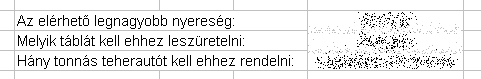 Az elérhető legnagyobb nyereség:
Melyik táblát kell ehhez leszüretelni:
Hány tonnás teherautót kell ehhez rendelni: